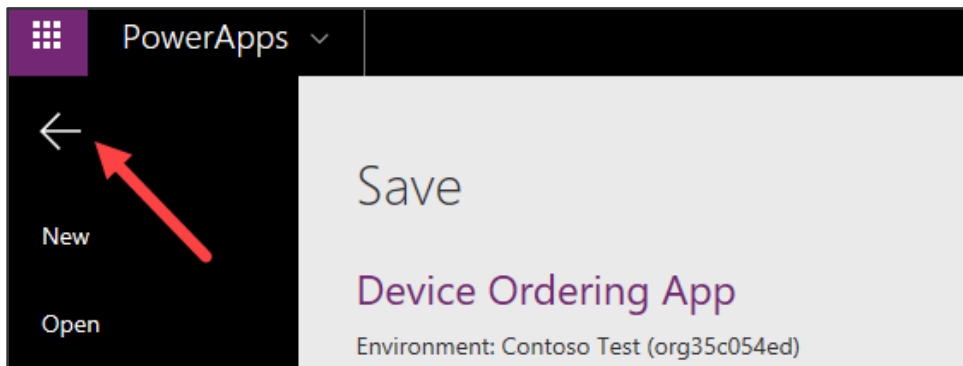 PowerApps
Save
New
Device Ordering App
Open
Environment: Contoso Test (org35c054ed)